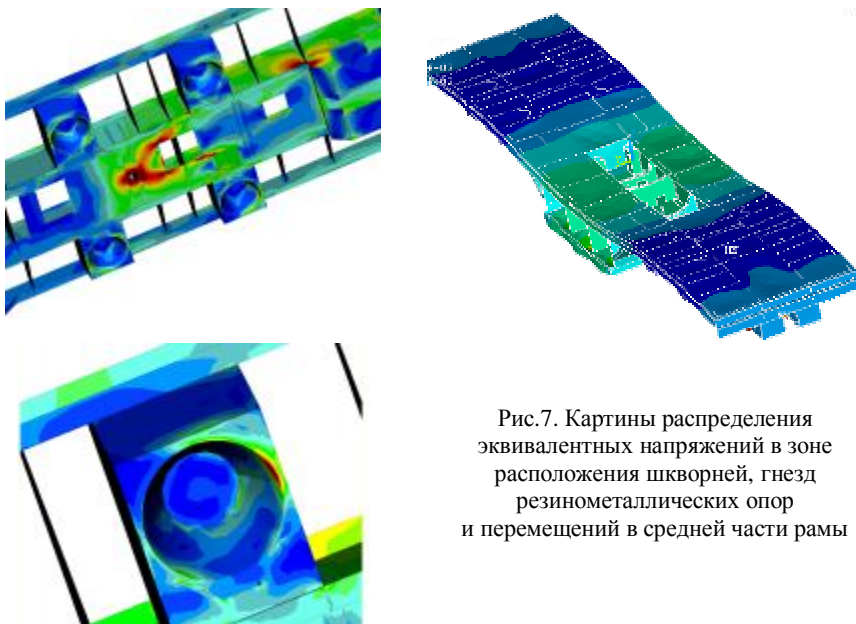 Рис.7. Картины распределения
эквивалентных напряжений в зоне
расположения шкворней, гнезд
резинометаллических опор
и перемещений в средней части рамы